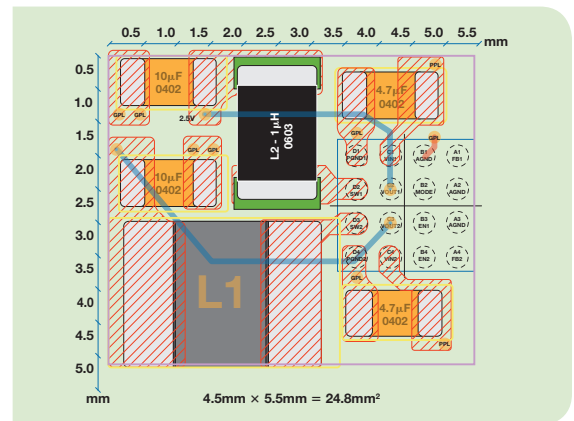 0.5 1.0 1.5 2.0 2.5 3.0 3.5 4.0 4.5 5.0 5.5
mm
0.5
1.0
1.5
2.0
2.5
3.0
3.5
4.0
4.5
5.0
mm
10µF
0402
GPL GPL
2.5V
L2 - 1µH
0603
4.7µF
0402
PPL
GPL
GPL
D1
PGND1
C1
VIN1
B1
AGND
A1
FB1
GPL GPL
10µF
0402
D2
SW1
C2
VOUT1
B2
MODE
A2
AGND
D3
SW2
C3
VOUT2
B3
EN1
A3
AGND
D4
PGND2
C4
VIN2
B4
EN2
A4
FB2
L1
GPL
4.7µF
0402
PPL
4.5mm × 5.5mm = 24.8mm²